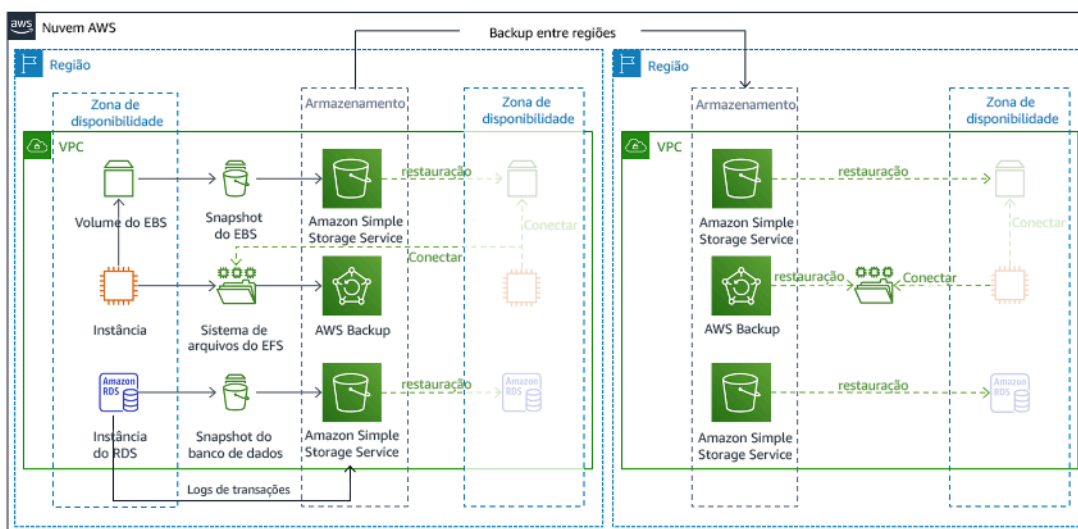 aws
Nuvem AWS
Backup entre regiões
Região
Zona de
disponibilidade
Armazenamento
Zona de
disponibilidade
VPC
restauração
Volume do EBS
Snapshot
do EBS
Amazon Simple
Storage Service
Conectar
Conectar
Instância
Sistema de
arquivos do EFS
AWS Backup
Amazon
RDS
restauração
Amazon
RDS
Instância
do RDS
Snapshot do
banco de dados
Amazon Simple
Storage Service
Logs de transações
Região
Armazenamento
Zona de
disponibilidade
VPC
restauração
Amazon Simple
Storage Service
Conectar
restauração
Conectar
AWS Backup
restauração
Amazon
RDS
Amazon Simple
Storage Service